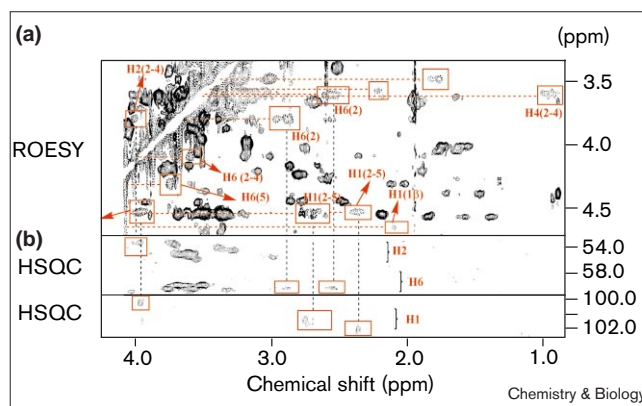 (a)
(ppm)
H2(2-4)
3.5
H6(2)
H4(2-4)
H6(2)
4.0
ROESY
H6 (2-4)
H1(2-5)
H6(5)
H1(2-5)
H1(1β)
4.5
(b)
HSQC
H2
54.0
H6
58.0
HSQC
100.0
H1
102.0
4.0 3.0 2.0 1.0
Chemical shift (ppm)
Chemistry & Biology